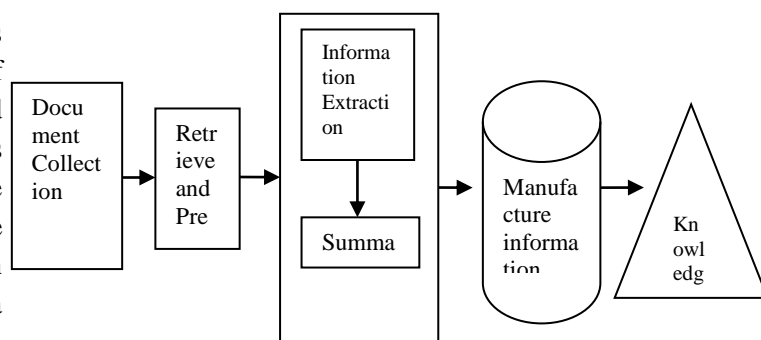 Docu
ment
Collect
ion
Retr
ieve
and
Pre
Informa
tion
Extracti
on
Summa
Manufa
cture
informa
tion
Kn
owl
edg